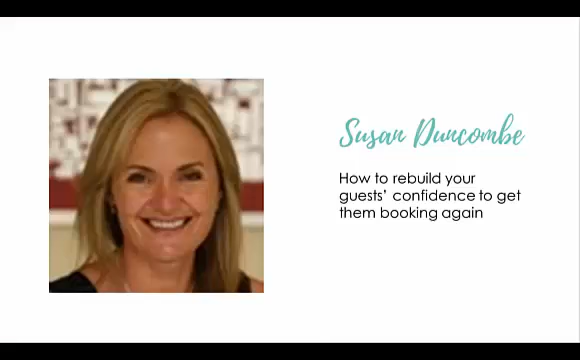 Susan Duncombe
How to rebuild your
guests' confidence to get
them booking again